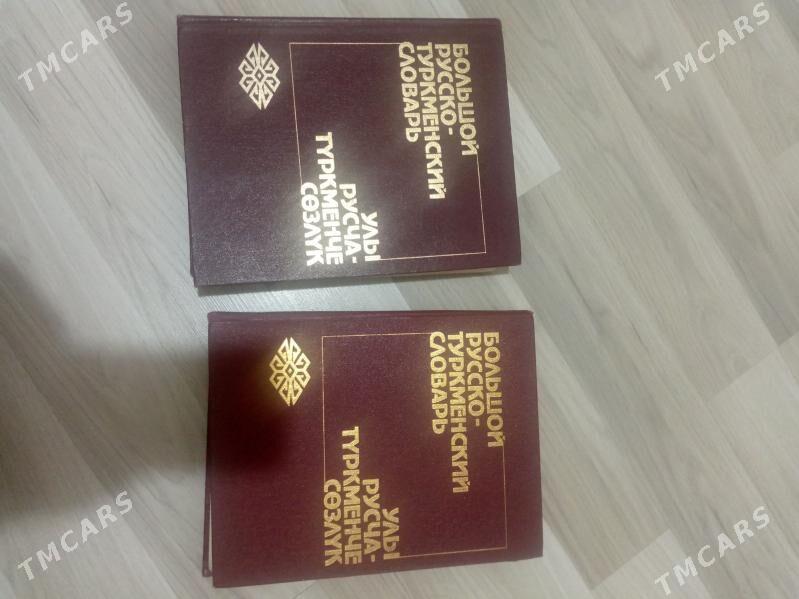 БОЛЬШОЙ
РУССКО-
ТУРКМЕНСКИЙ
СЛОВАРЬ
УЛЫ
РУСЧА-
ТҮРКМЕНЧЕ
СӨЗЛҮК
БОЛЬШОЙ
РУССКО-
ТУРКМЕНСКИЙ
СЛОВАРЬ
УЛЫ
РУСЧА-
ТҮРКМЕНЧЕ
СӨЗЛҮК
TMCARS
TMCARS
TMCARS
TMCARS